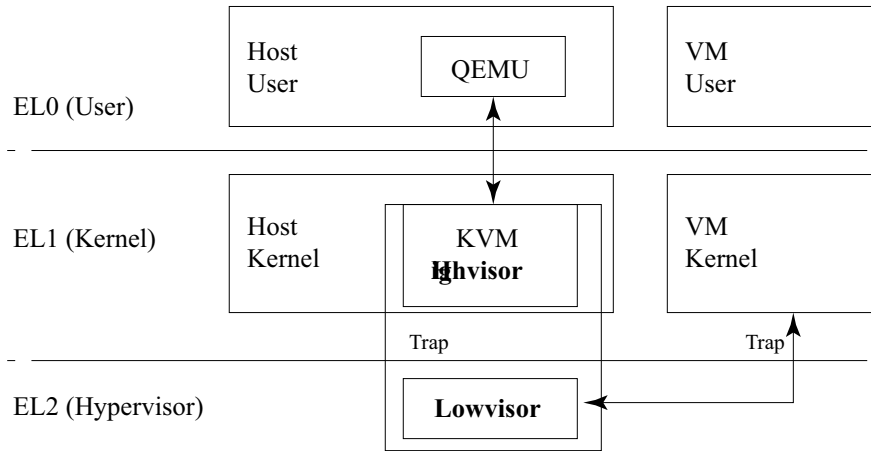 Host
User
QEMU
VM
User
EL0 (User)
Host
Kernel
KVM
Highvisor
VM
Kernel
EL1 (Kernel)
Trap
Trap
EL2 (Hypervisor)
Lowvisor